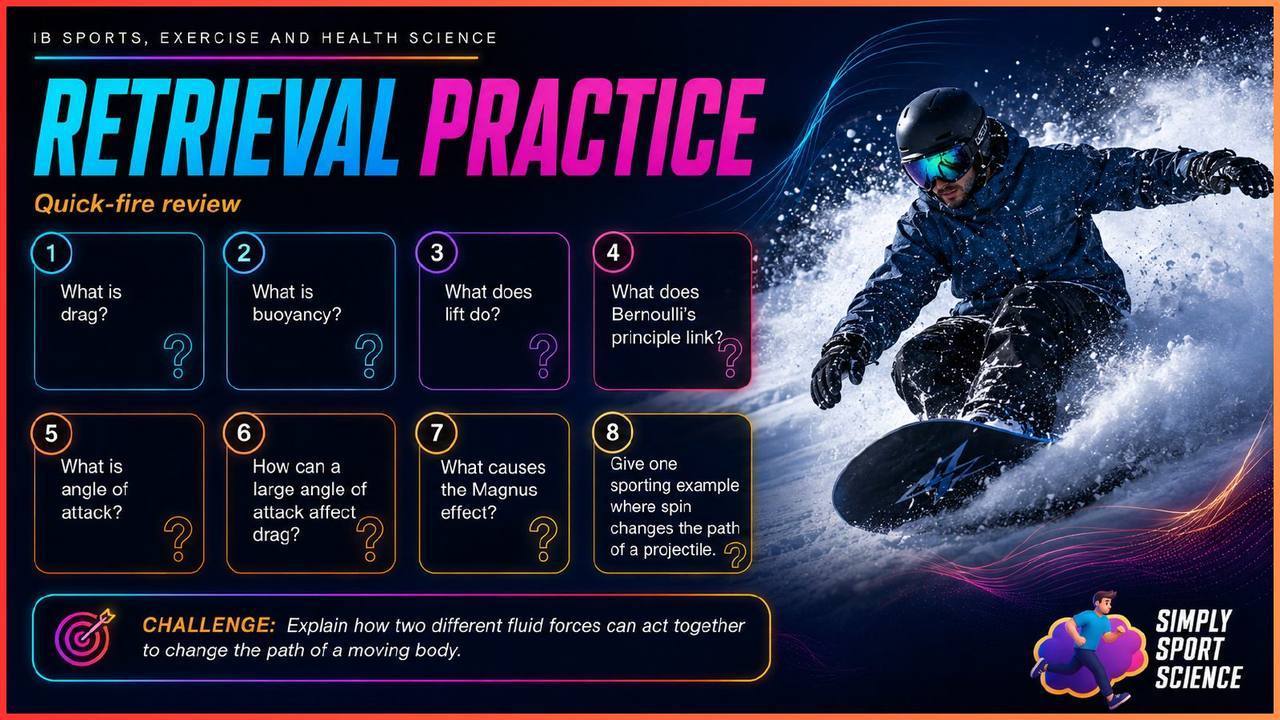 IB SPORTS, EXERCISE AND HEALTH SCIENCE
RETRIEVAL PRACTICE
Quick-fire review
1
What is
drag?
2
What is
buoyancy?
3
What does
lift do?
4
What does
Bernoulli's
principle link?
5
What is
angle of
attack?
6
How can a
large angle of
attack affect
drag?
7
What causes
the Magnus
effect?
8
Give one
sporting example
where spin
changes the path
of a projectile.
CHALLENGE: Explain how two different fluid forces can act together
to change the path of a moving body.
SIMPLY
SPORT
SCIENCE